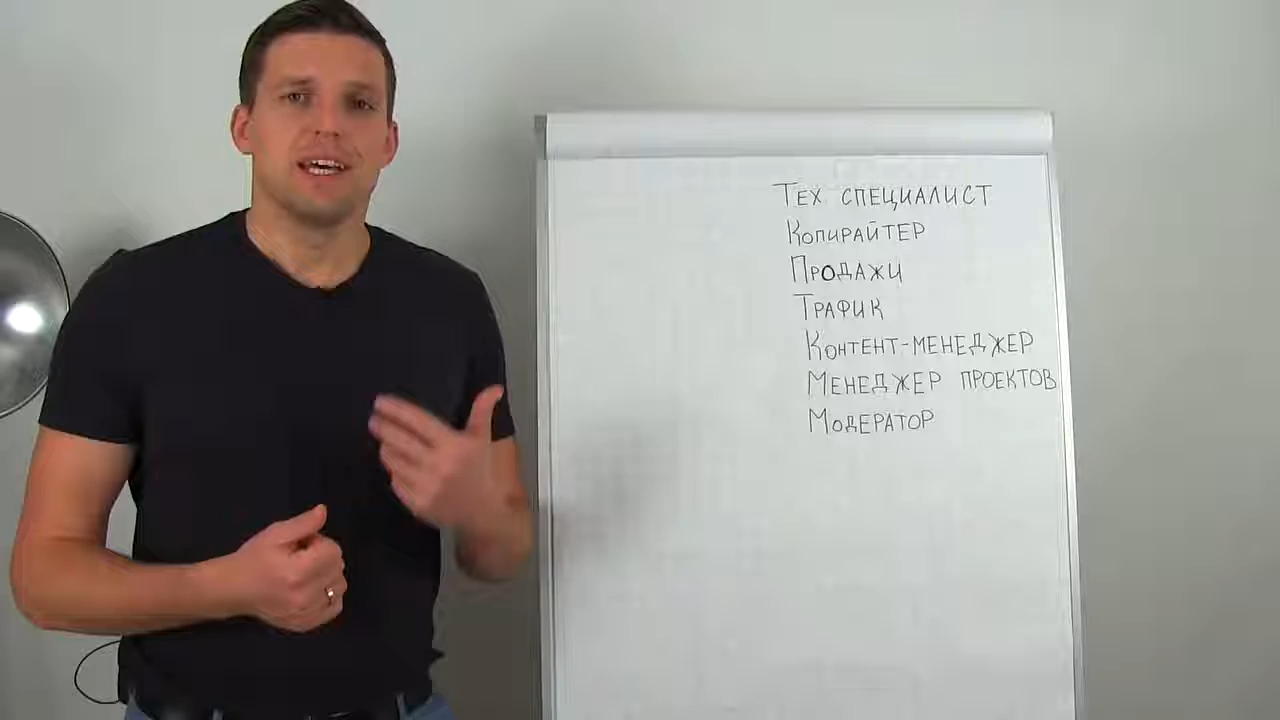 Тех специалист
Копирайтер
Продажи
Трафик
Контент-менеджер
Менеджер проектов
Модератор